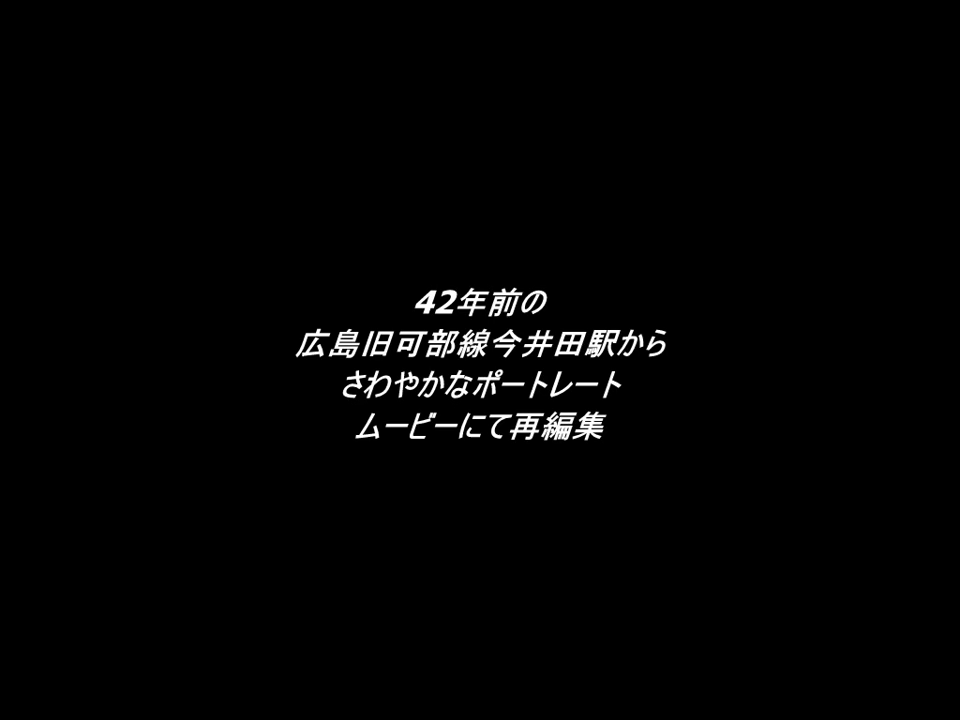 42年前の
広島旧可部線今井田駅から
さわやかなポートレート
ムービーにて再編集